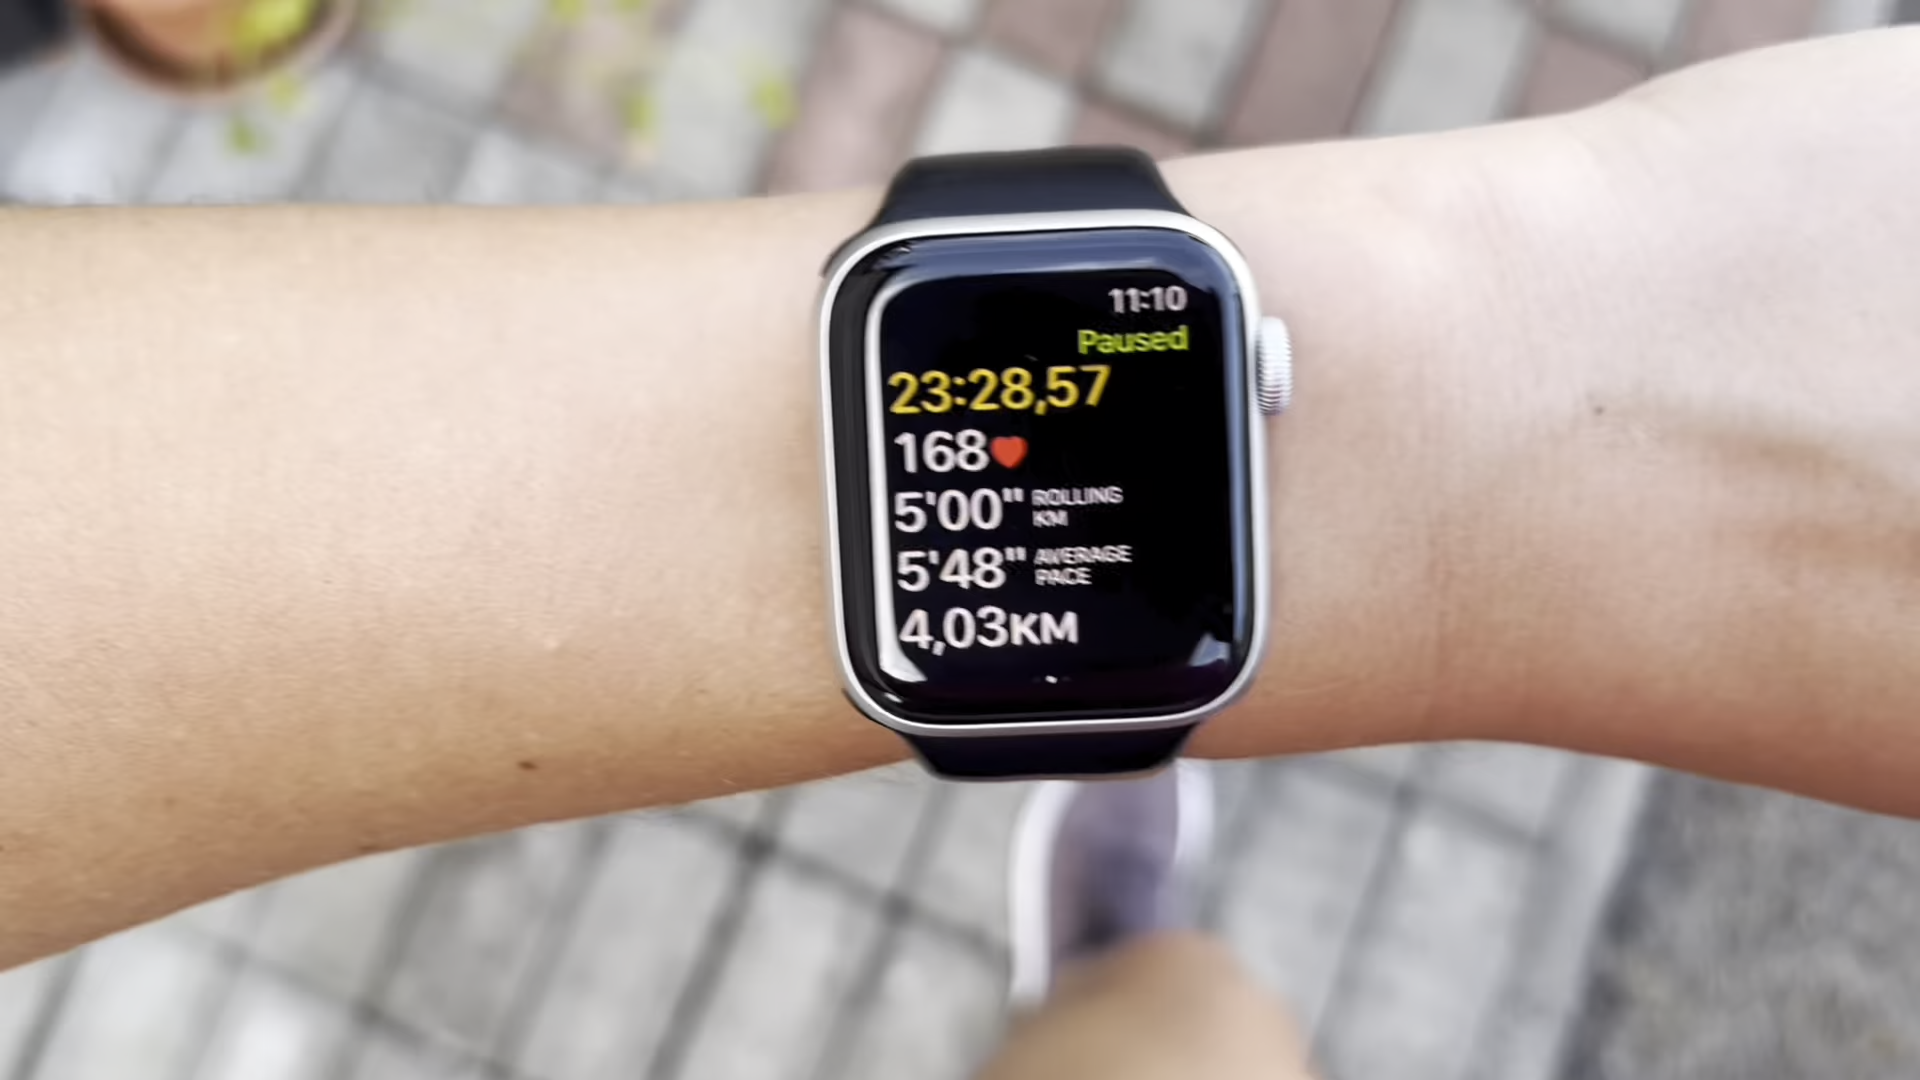 11:10
Paused
23:28,57
168
5'00" ROLLING
KM
5'48" AVERAGE
PACE
4,03KM